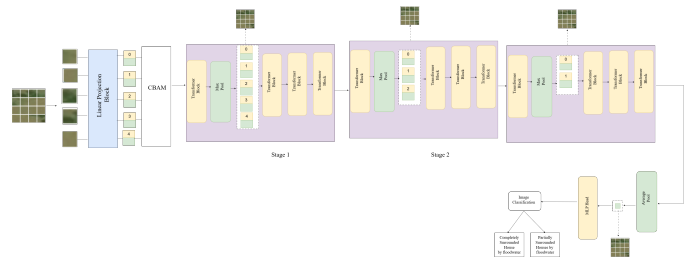 Linear Projection
Block
0
1
2
3
4
CBAM
Transformer
Block
Max
Pool
0
1
2
3
4
Transformer
Block
Transformer
Block
Transformer
Block
Stage 1
Transformer
Block
Max
Pool
0
1
2
Transformer
Block
Transformer
Block
Transformer
Block
Stage 2
Transformer
Block
Max
Pool
0
1
Transformer
Block
Transformer
Block
Transformer
Block
Average
Pool
MLP Head
Image
Classification
Completely
Surrounded
House
by floodwater
Partially
Surrounded
Houses by
floodwater